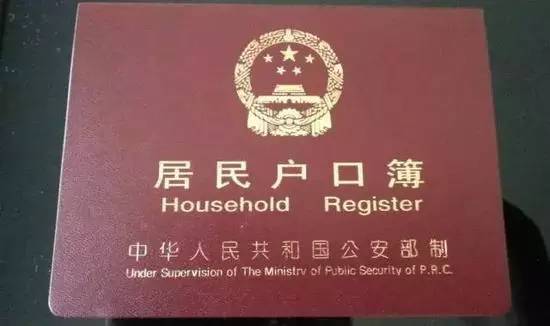 居民户口簿
Household Register
中华人民共和国公安部制
Under Supervision of The Ministry of Public Security of P.R.C.